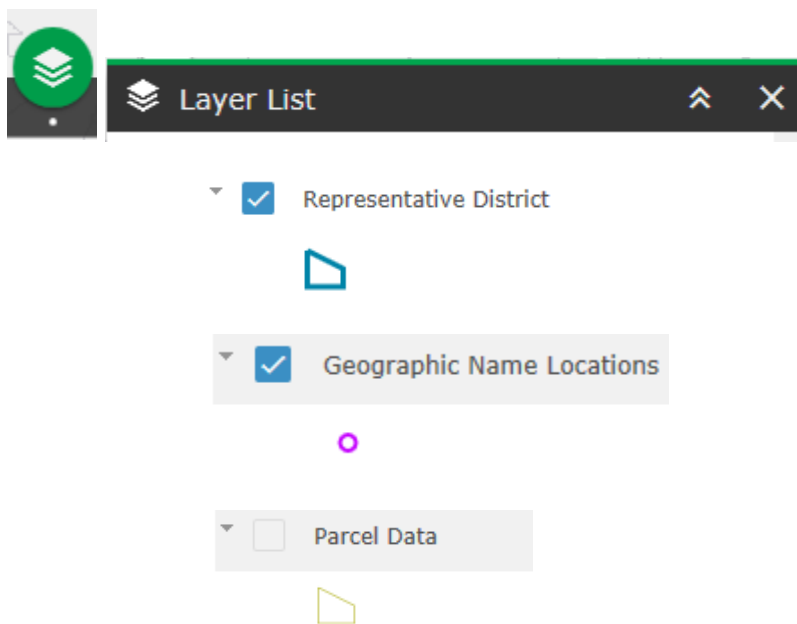 Layer List
Representative District
Geographic Name Locations
Parcel Data